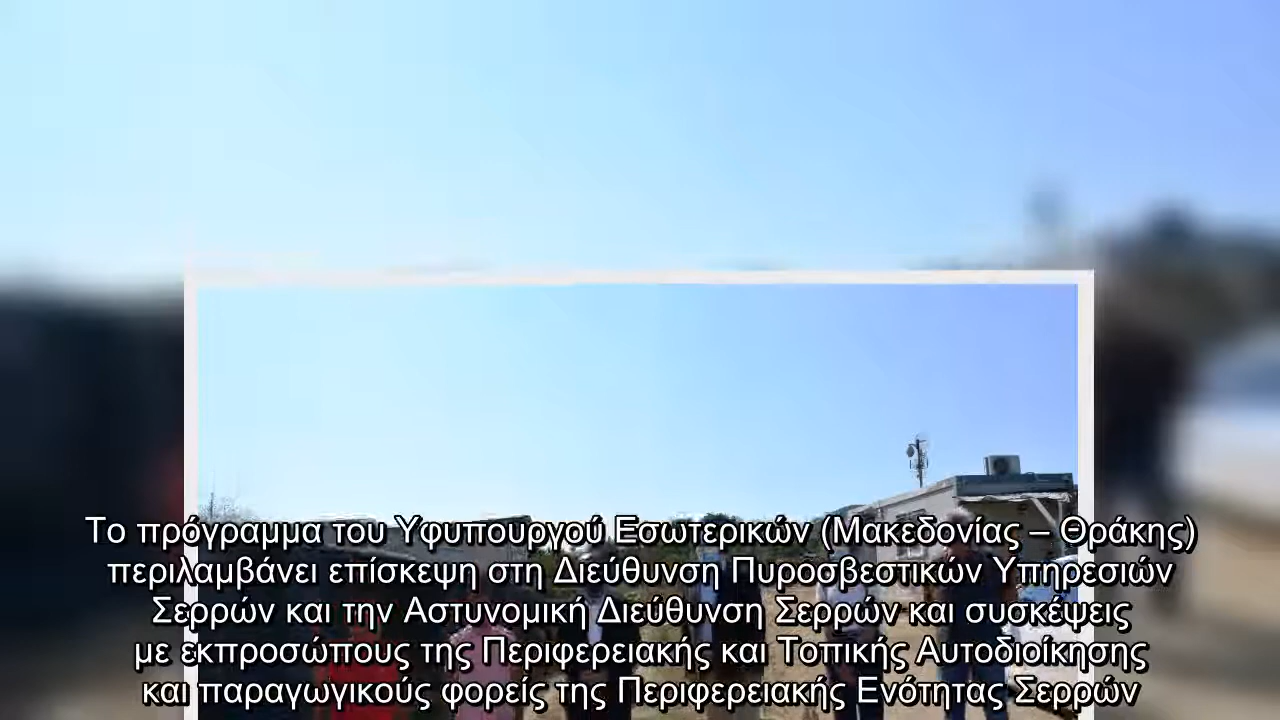 Το πρόγραμμα του Υφυπουργού Εσωτερικών (Μακεδονίας – Θράκης)
περιλαμβάνει επίσκεψη στη Διεύθυνση Πυροσβεστικών Υπηρεσιών
Σερρών και την Αστυνομική Διεύθυνση Σερρών και συσκέψεις
με εκπροσώπους της Περιφερειακής και Τοπικής Αυτοδιοίκησης
και παραγωγικούς φορείς της Περιφερειακής Ενότητας Σερρών